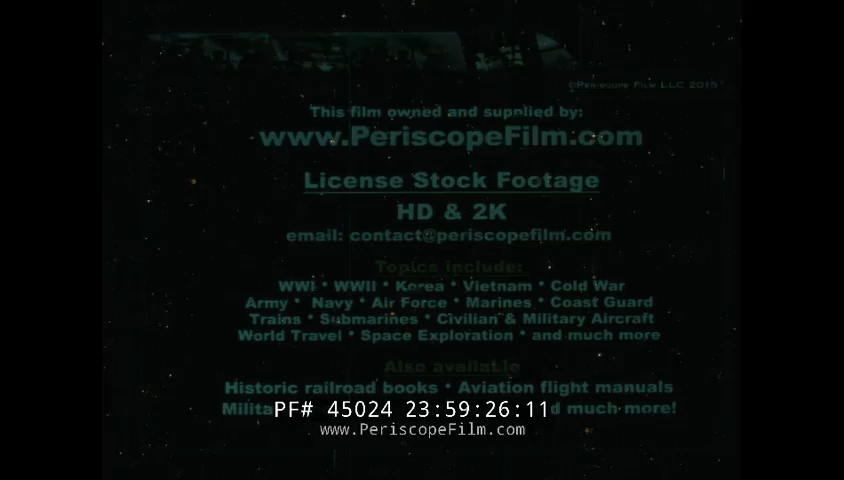 ©Periscope Film LLC 2015
This film owned and supplied by:
www.PeriscopeFilm.com
License Stock Footage
HD & 2K
email: contact@periscopefilm.com
Topics include:
WWI * WWII * Korea * Vietnam * Cold War
Army * Navy * Air Force * Marines * Coast Guard
Trains * Submarines * Civilian & Military Aircraft
World Travel * Space Exploration * and much more
Also available
Historic railroad books * Aviation flight manuals
d much more!
PF# 45024 23:59:26:11
www.PeriscopeFilm.com